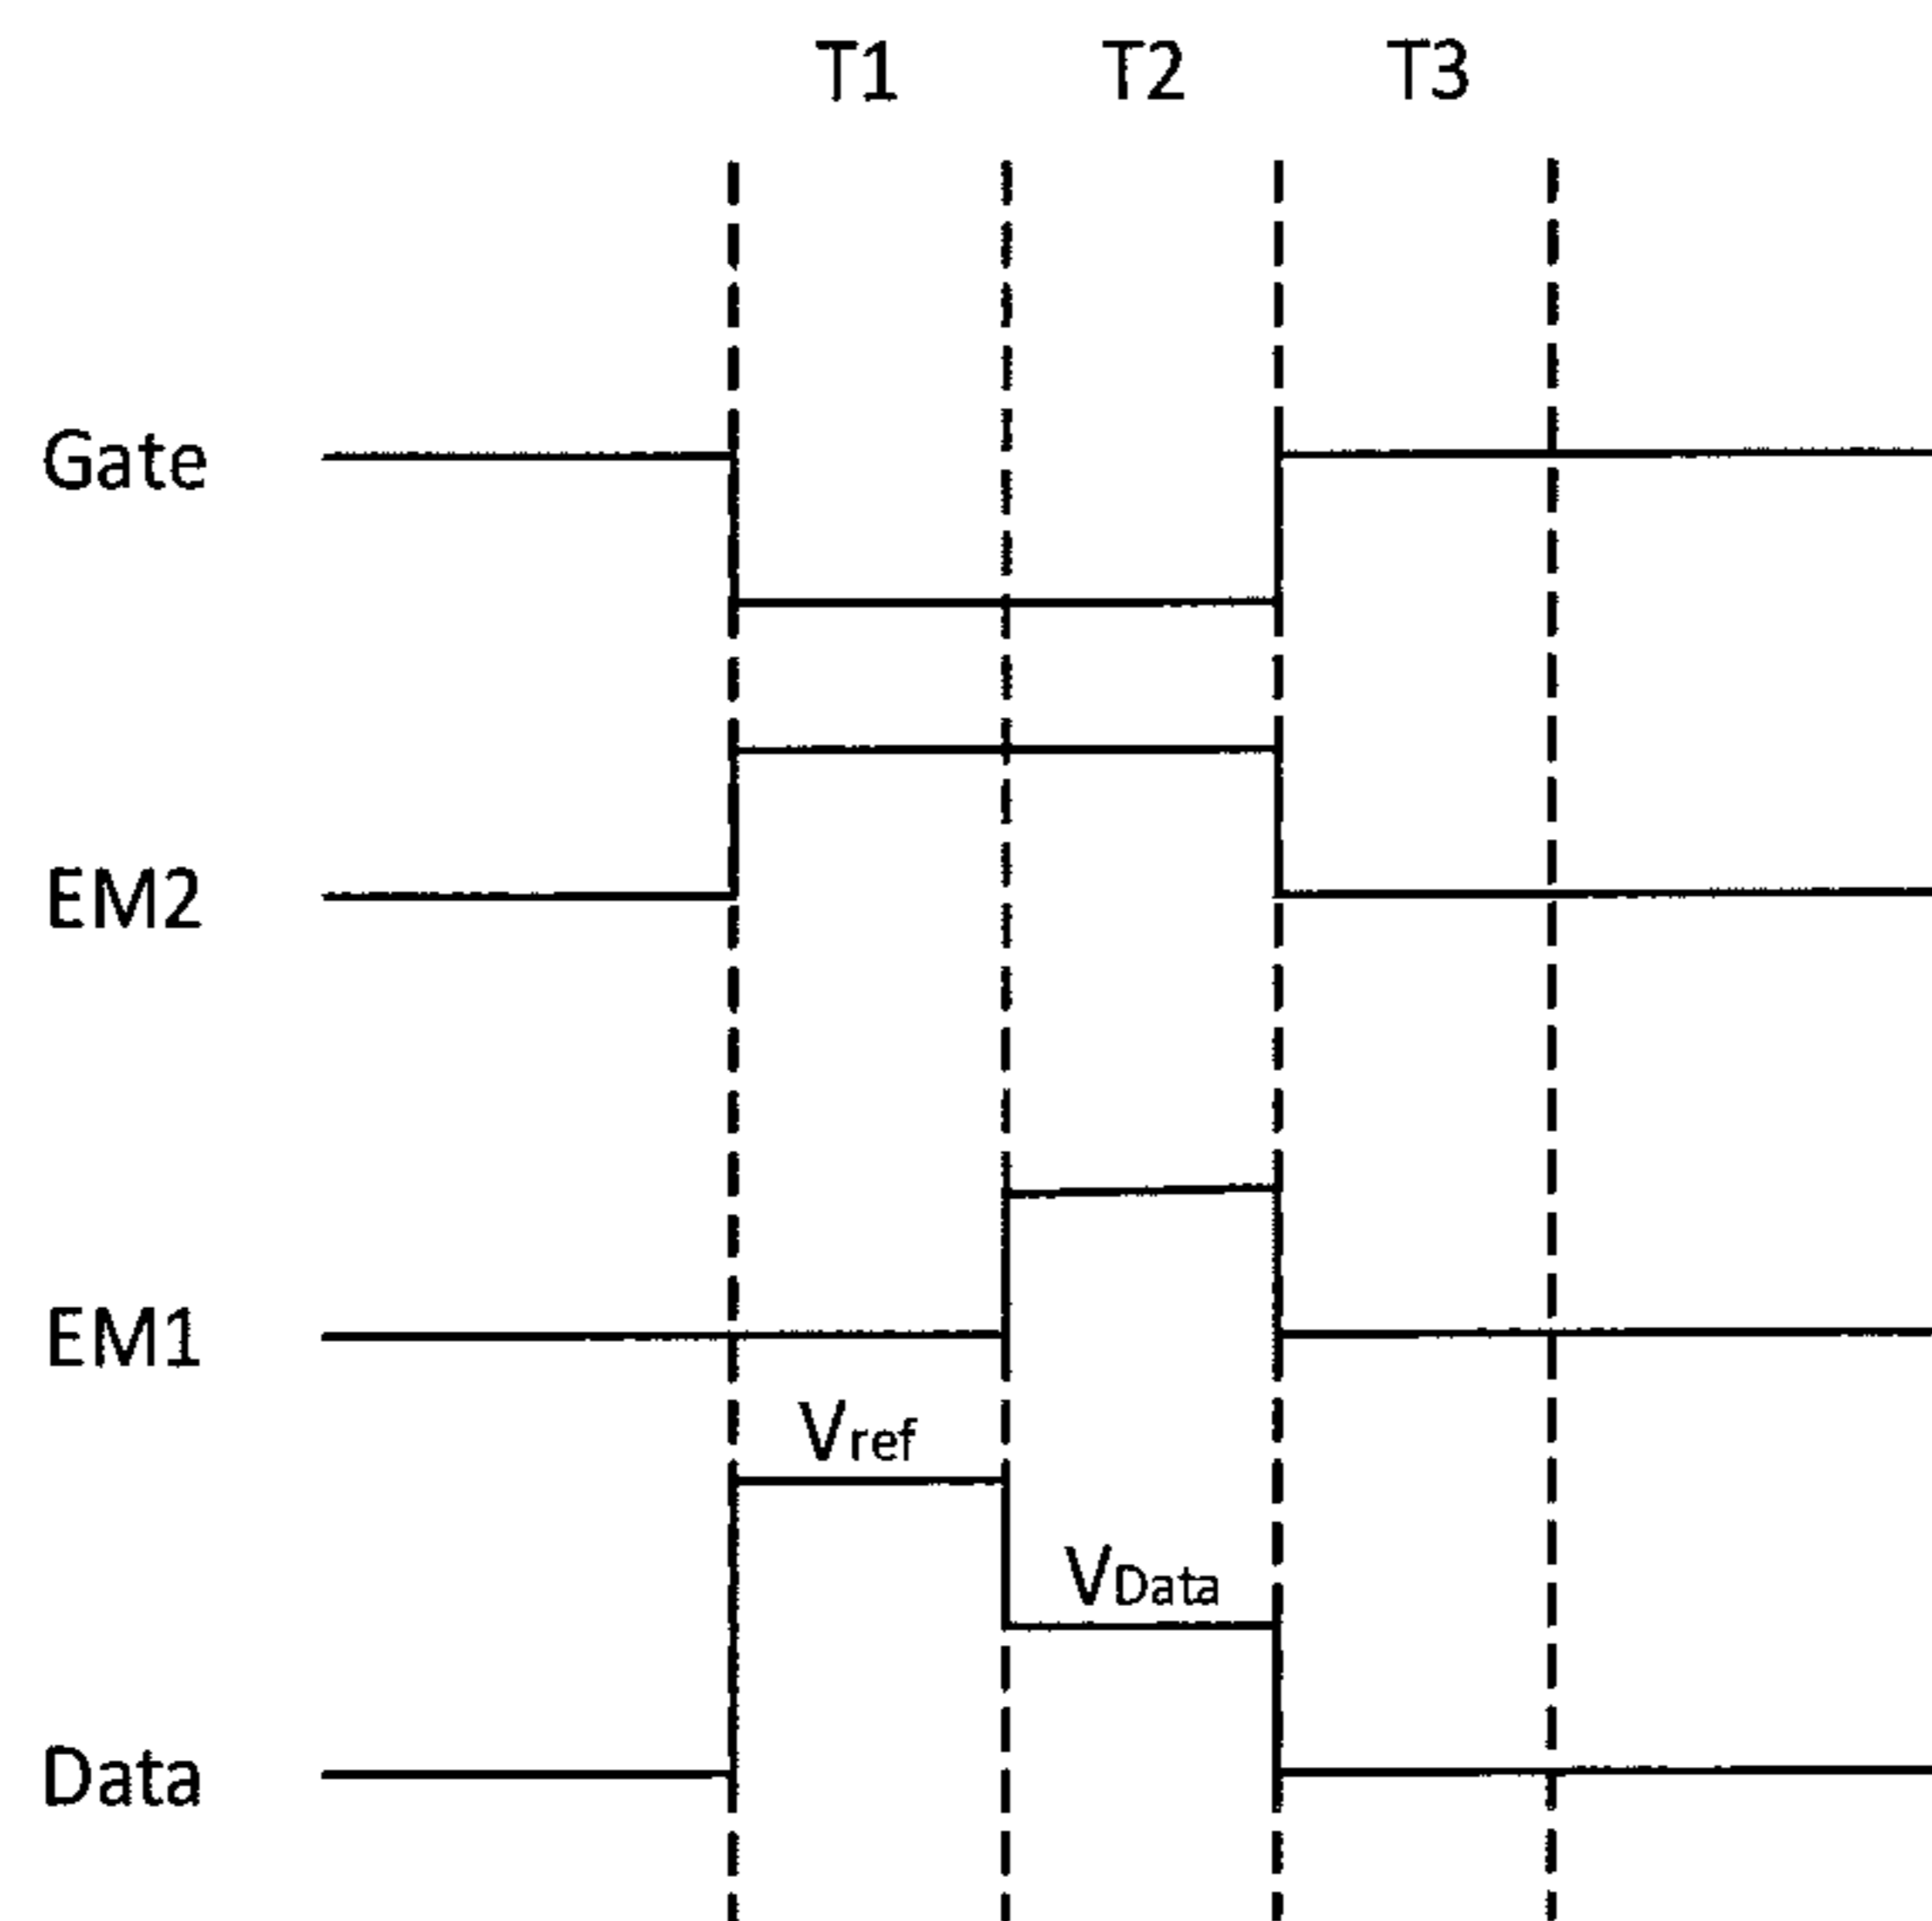 T1 T2 T3
Gate
EM2
EM1
Vref
VData
Data